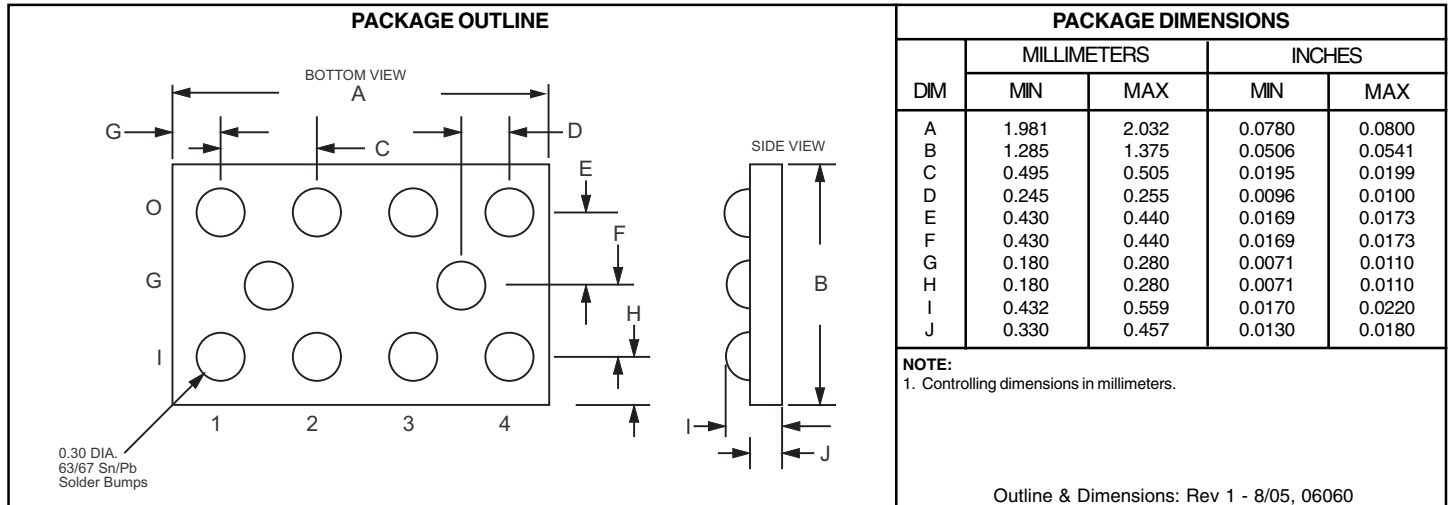 PACKAGE OUTLINE
BOTTOM VIEW
A
G
C
D
E
F
H
O
G
I
1 2 3 4
0.30 DIA.
63/67 Sn/Pb
Solder Bumps
SIDE VIEW
B
I
J
PACKAGE DIMENSIONS
MILLIMETERS INCHES
DIM MIN MAX MIN MAX
A 1.981 2.032 0.0780 0.0800
B 1.285 1.375 0.0506 0.0541
C 0.495 0.505 0.0195 0.0199
D 0.245 0.255 0.0096 0.0100
E 0.430 0.440 0.0169 0.0173
F 0.430 0.440 0.0169 0.0173
G 0.180 0.280 0.0071 0.0110
H 0.180 0.280 0.0071 0.0110
I 0.432 0.559 0.0170 0.0220
J 0.330 0.457 0.0130 0.0180
NOTE:
1. Controlling dimensions in millimeters.
Outline & Dimensions: Rev 1 - 8/05, 06060